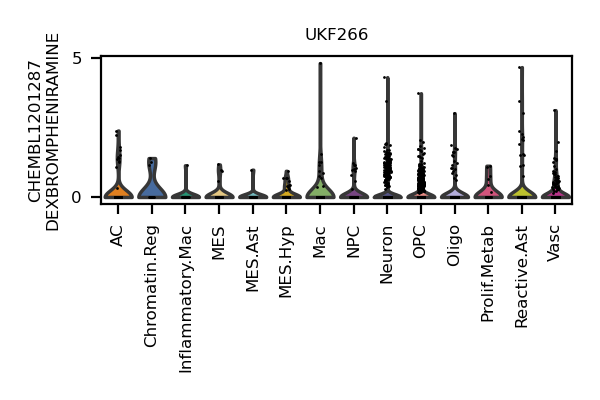 UKF266
CHEMBL1201287
DEXBROMPHENIRAMINE
5
0
AC
Chromatin.Reg
Inflammatory.Mac
MES
MES.Ast
MES.Hyp
Mac
NPC
Neuron
OPC
Oligo
Prolif.Metab
Reactive.Ast
Vasc